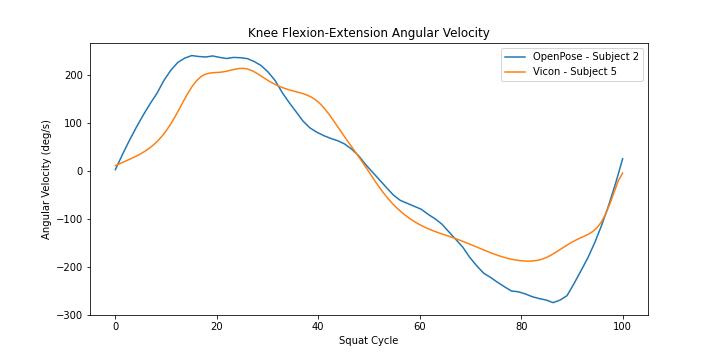 Knee Flexion-Extension Angular Velocity
OpenPose - Subject 2
Vicon - Subject 5
Angular Velocity (deg/s)
200
100
0
−100
−200
−300
0 20 40 60 80 100
Squat Cycle